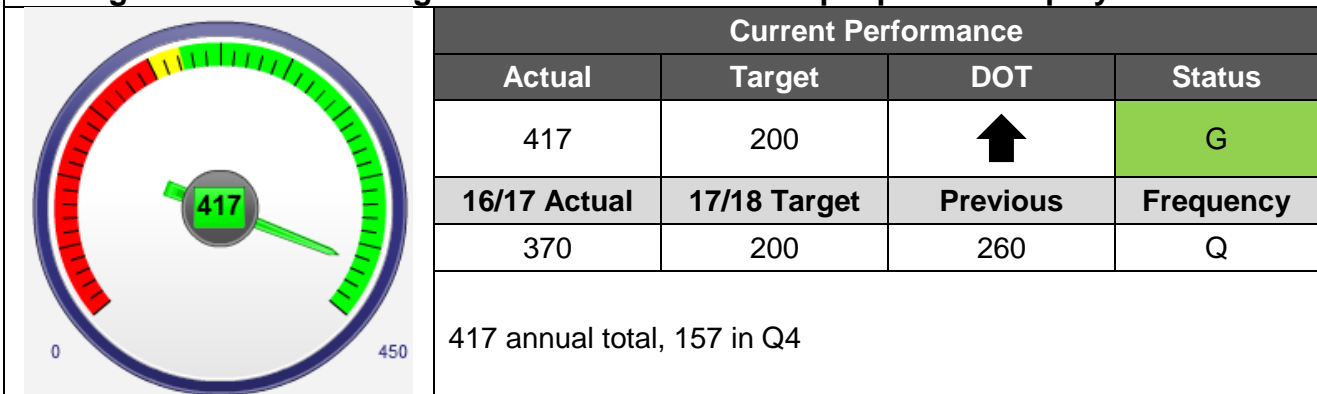 Current Performance
Actual Target DOT Status
417 200 G
16/17 Actual 17/18 Target Previous Frequency
370 200 260 Q
417 annual total, 157 in Q4
417
0 450